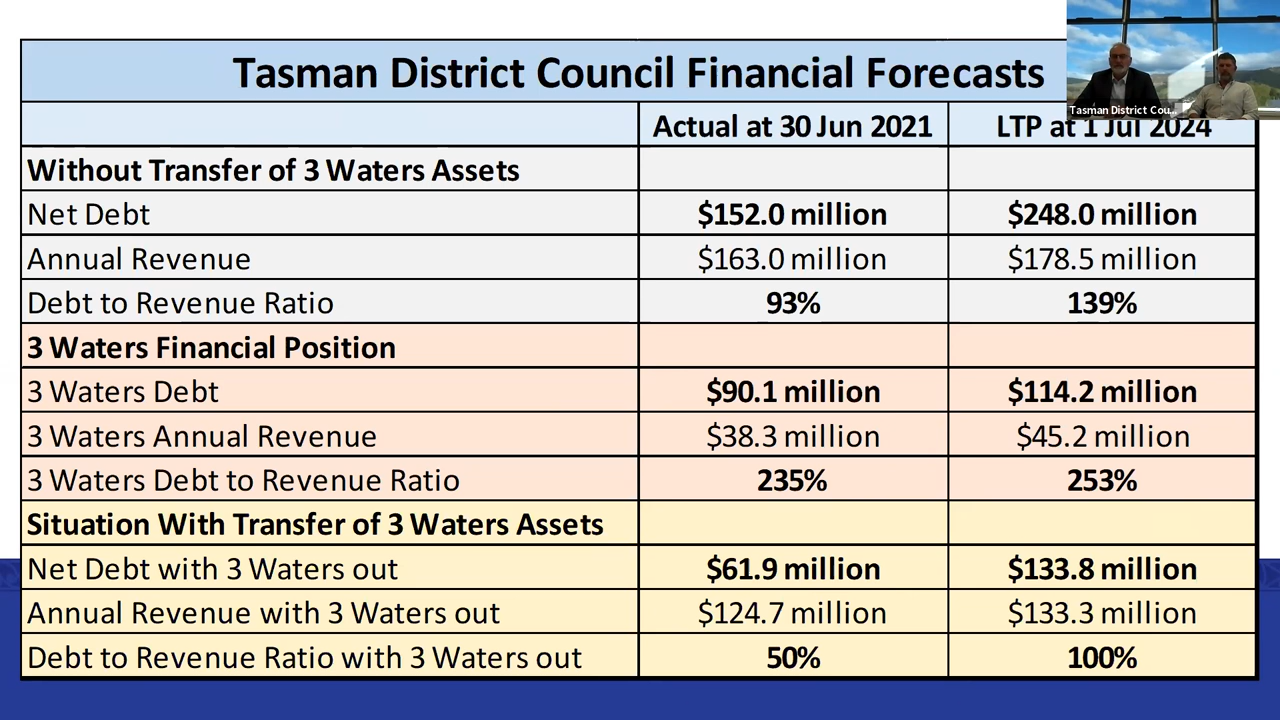 Tasman District Council Financial Forecasts
Tasman District Cou...
Actual at 30 Jun 2021 LTP at 1 Jul 2024
Without Transfer of 3 Waters Assets
Net Debt $152.0 million $248.0 million
Annual Revenue $163.0 million $178.5 million
Debt to Revenue Ratio 93% 139%
3 Waters Financial Position
3 Waters Debt $90.1 million $114.2 million
3 Waters Annual Revenue $38.3 million $45.2 million
3 Waters Debt to Revenue Ratio 235% 253%
Situation With Transfer of 3 Waters Assets
Net Debt with 3 Waters out $61.9 million $133.8 million
Annual Revenue with 3 Waters out $124.7 million $133.3 million
Debt to Revenue Ratio with 3 Waters out 50% 100%